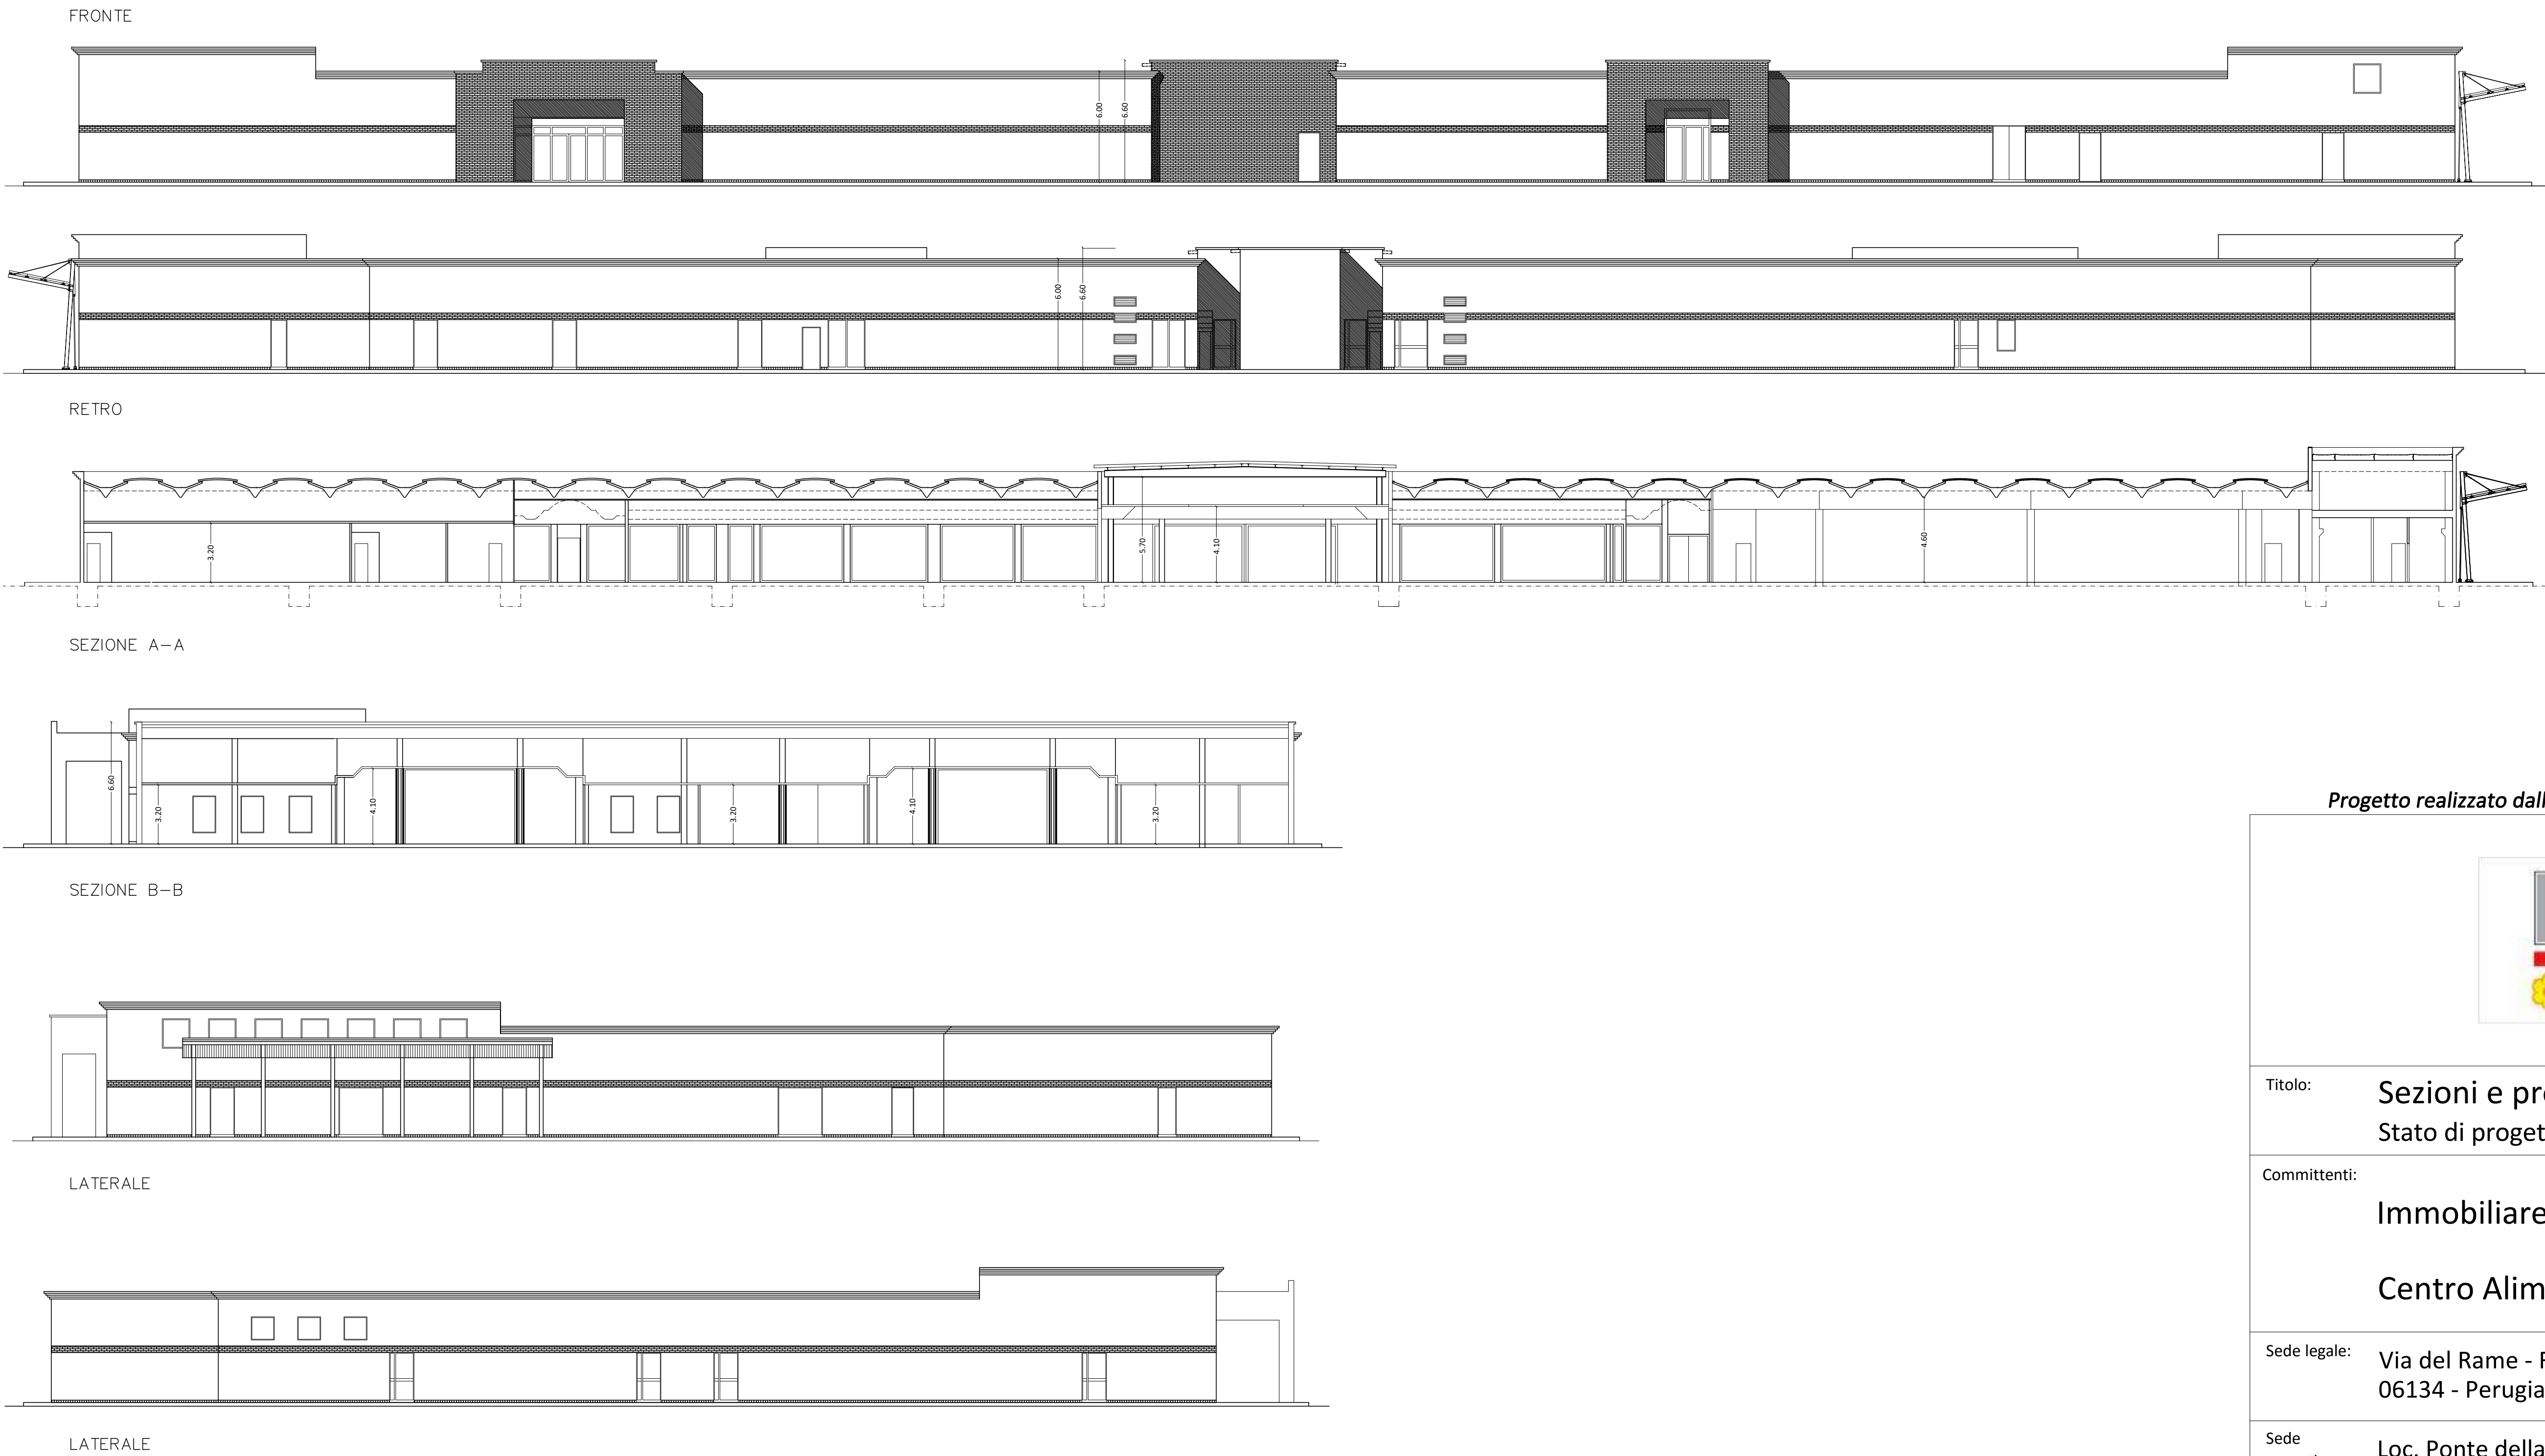 FRONTE
6.00
6.60
6.00
6.60
RETRO
3.20
5.70
4.10
4.60
SEZIONE A-A
6.60
3.20
4.10
3.20
4.10
3.20
SEZIONE B-B
LATERALE
LATERALE
Progetto realizzato dall
Titolo:
Sezioni e pr
Stato di proget
Committenti:
Immobiliare
Centro Alim
Sede legale:
Via del Rame -
06134 - Perugia
Sede
Loc. Ponte della